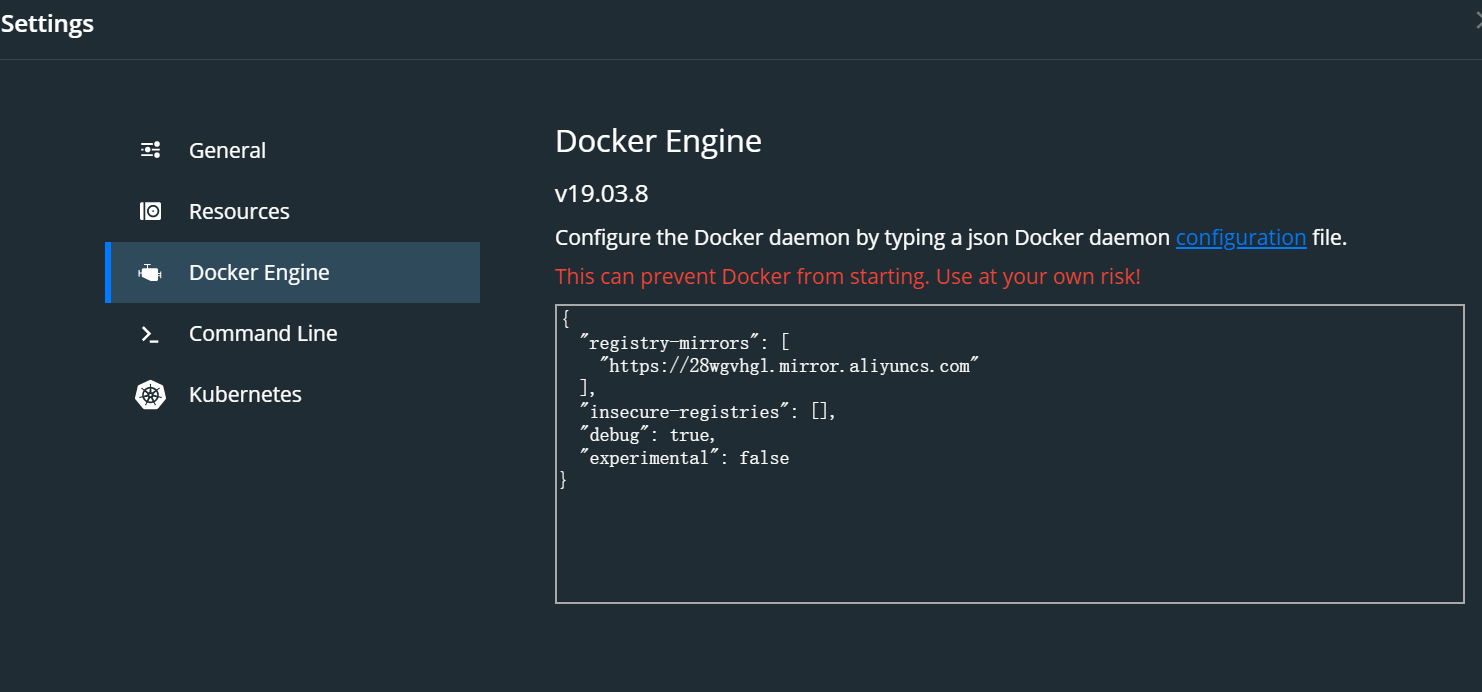 Settings
General
Resources
Docker Engine
Command Line
Kubernetes
Docker Engine
v19.03.8
Configure the Docker daemon by typing a json Docker daemon configuration file.
This can prevent Docker from starting. Use at your own risk!
{
  "registry-mirrors": [
    "https://28wgvhgl.mirror.aliyuncs.com"
  ],
  "insecure-registries": [],
  "debug": true,
  "experimental": false
}